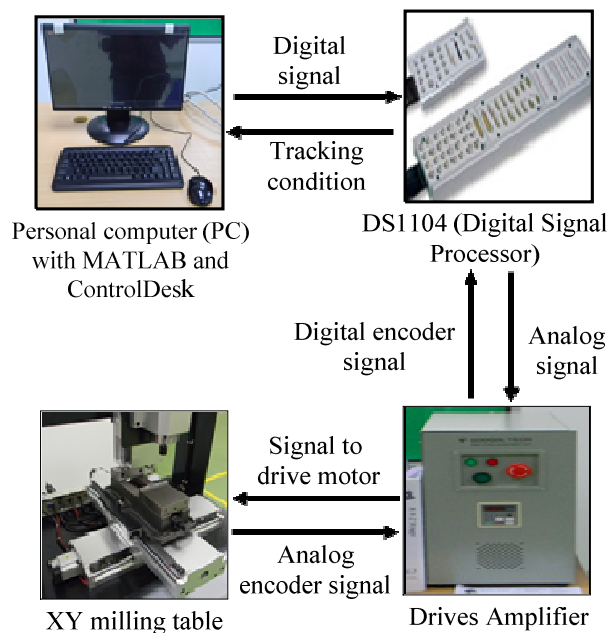 Digital
signal
Tracking
condition
Personal computer (PC)
with MATLAB and
ControlDesk
DS1104 (Digital Signal
Processor)
Digital encoder
signal
Analog
signal
Signal to
drive motor
Analog
encoder signal
XY milling table
Drives Amplifier